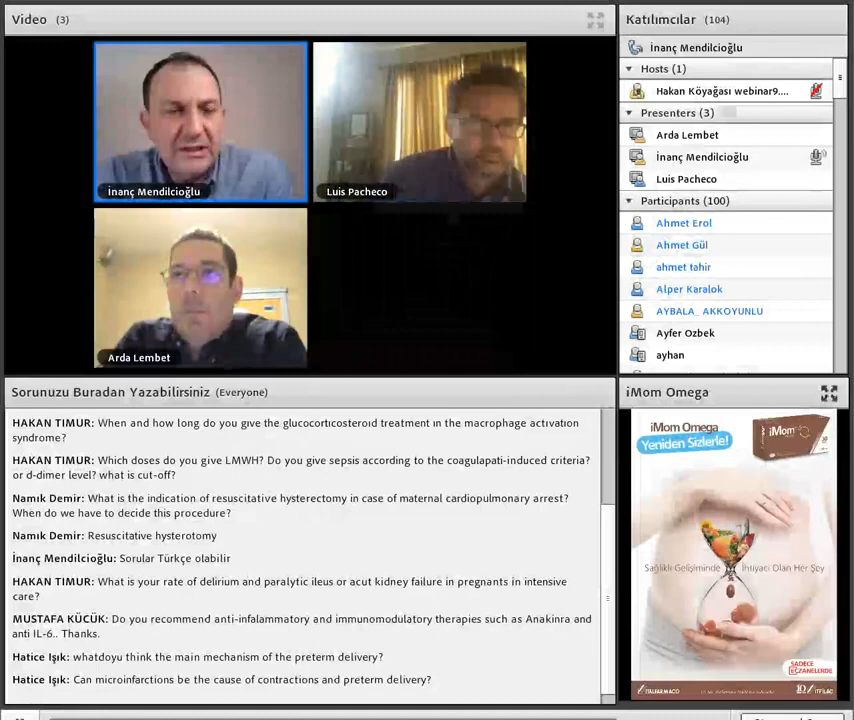 Video (3)
İnanç Mendilcioğlu
Luis Pacheco
Arda Lembet
Katılımcılar (104)
İnanç Mendilcioğlu
Hosts (1)
Hakan Köyağası webinar9....
Presenters (3)
Arda Lembet
İnanç Mendilcioğlu
Luis Pacheco
Participants (100)
Ahmet Erol
Ahmet Gül
ahmet tahir
Alper Karalok
AYBALA_ AKKOYUNLU
Ayfer Ozbek
ayhan
Sorunuzu Buradan Yazabilirsiniz (Everyone)
HAKAN TIMUR: When and how long do you give the glucocorticosteroid treatment ın the macrophage actıvatıon
syndrome?
HAKAN TIMUR: Which doses do you give LMWH? Do you give sepsis according to the coagulapati-induced criteria?
or d-dimer level? what is cut-off?
Namık Demir: What is the indication of resuscitative hysterectomy in case of maternal cardiopulmonary arrest?
When do we have to decide this procedure?
Namık Demir: Resuscitative hysterotomy
İnanç Mendilcioğlu: Sorular Türkçe olabilir
HAKAN TIMUR: What is your rate of delirium and paralytic ileus or acut kidney failure in pregnants in intensive
care?
MUSTAFA KÜCÜK: Do you recommend anti-infalammatory and immunomodulatory therapies such as Anakinra and
anti IL-6.. Thanks.
Hatice Işık: whatdoyu think the main mechanism of the preterm delivery?
Hatice Işık: Can microinfarctions be the cause of contractions and preterm delivery?
iMom Omega
iMom Omega
Yeniden Sizlerle!
iMom
Sağlıklı Gelişiminde İhtiyacı Olan Her Şey
SADECE
ECZANELERDE
ITALFARMACO